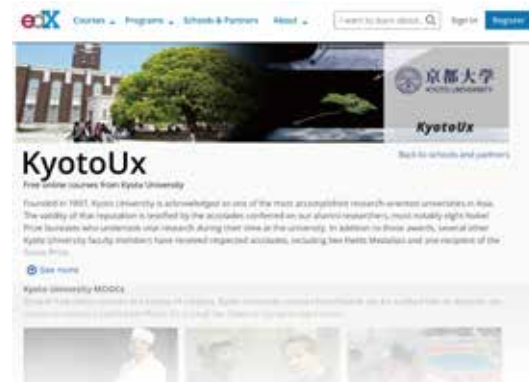 edX Courses Programs Schools & Partners About I want to learn about... Sign In Register
京都大学
KYOTO UNIVERSITY
KyotoUx
KyotoUx
Back to schools and partners
Free online courses from Kyoto University
Founded in 1897, Kyoto University is acknowledged as one of the most accomplished research-oriented universities in Asia.
The validity of that reputation is testified by the accolades conferred on our alumni researchers, most notably eight Nobel
Prize laureates who undertook vital research during their time at the university. In addition to those awards, several other
Kyoto University faculty members have received respected accolades, including two Fields Medalists and one recipient of the
Gauss Prize.
See more
Kyoto University MOOCs